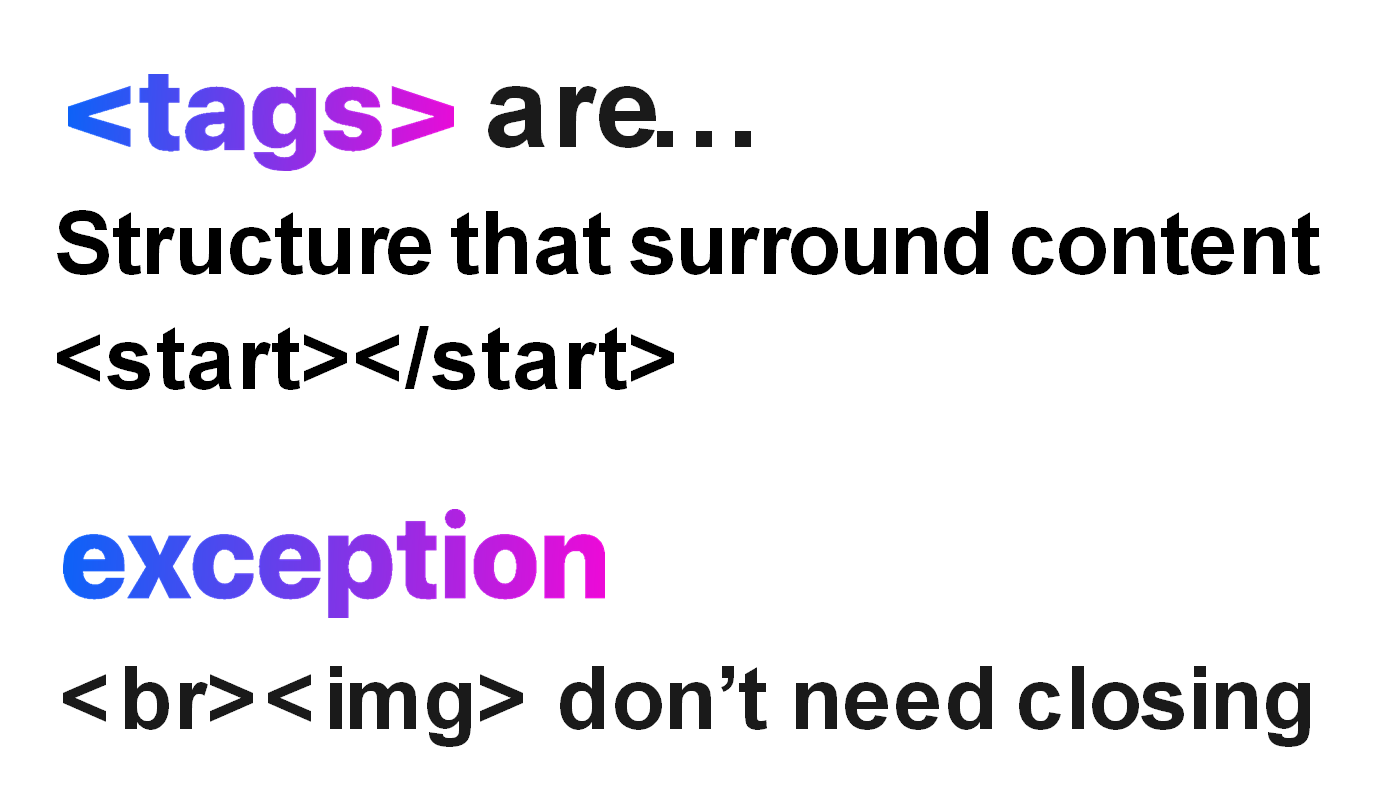 <tags> are...
Structure that surround content
<start></start>
exception
<br><img> don’t need closing